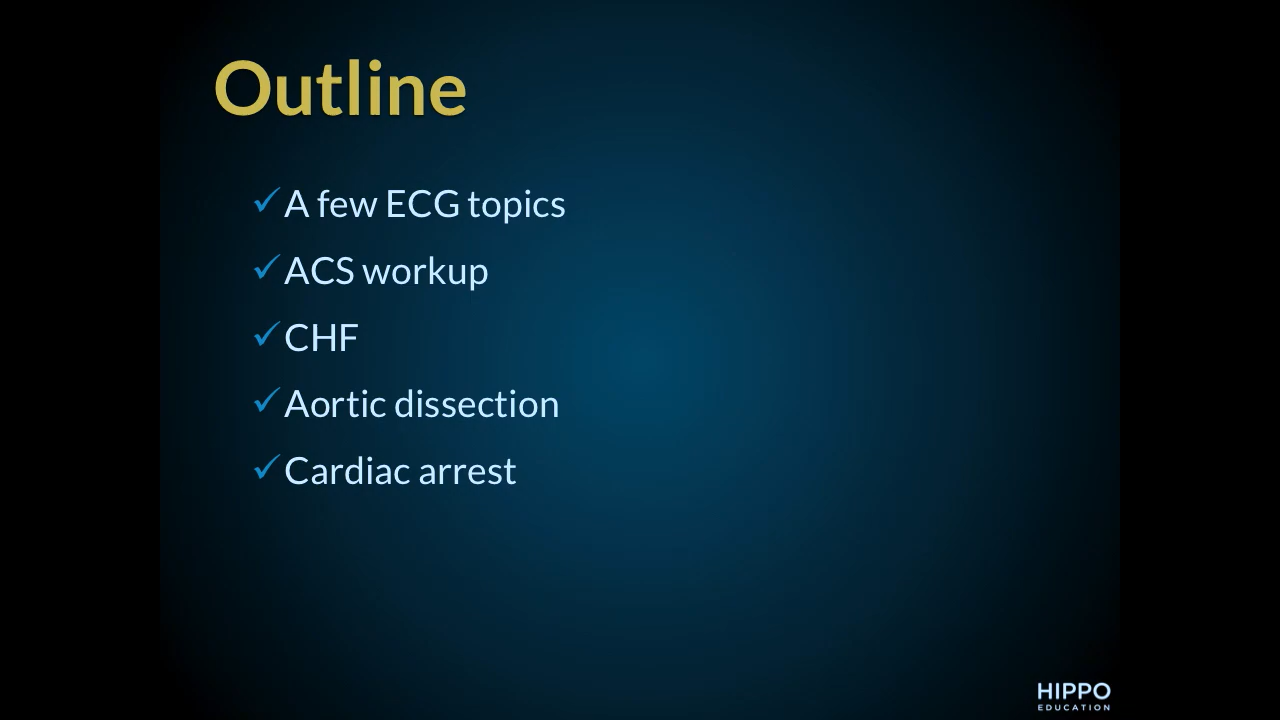 Outline
✓ A few ECG topics
✓ ACS workup
✓ CHF
✓ Aortic dissection
✓ Cardiac arrest
HIPPO
EDUCATION